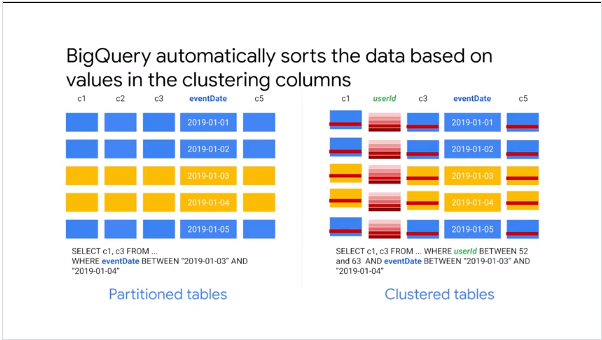 BigQuery automatically sorts the data based on
values in the clustering columns
c1 c2 c3 eventDate c5
2019-01-01
2019-01-02
2019-01-03
2019-01-04
2019-01-05
SELECT c1, c3 FROM ...
WHERE eventDate BETWEEN “2019-01-03” AND
“2019-01-04”
Partitioned tables
c1 userId c3 eventDate c5
2019-01-01
2019-01-02
2019-01-03
2019-01-04
2019-01-05
SELECT c1, c3 FROM ... WHERE userId BETWEEN 52
and 63 AND eventDate BETWEEN “2019-01-03” AND
“2019-01-04”
Clustered tables